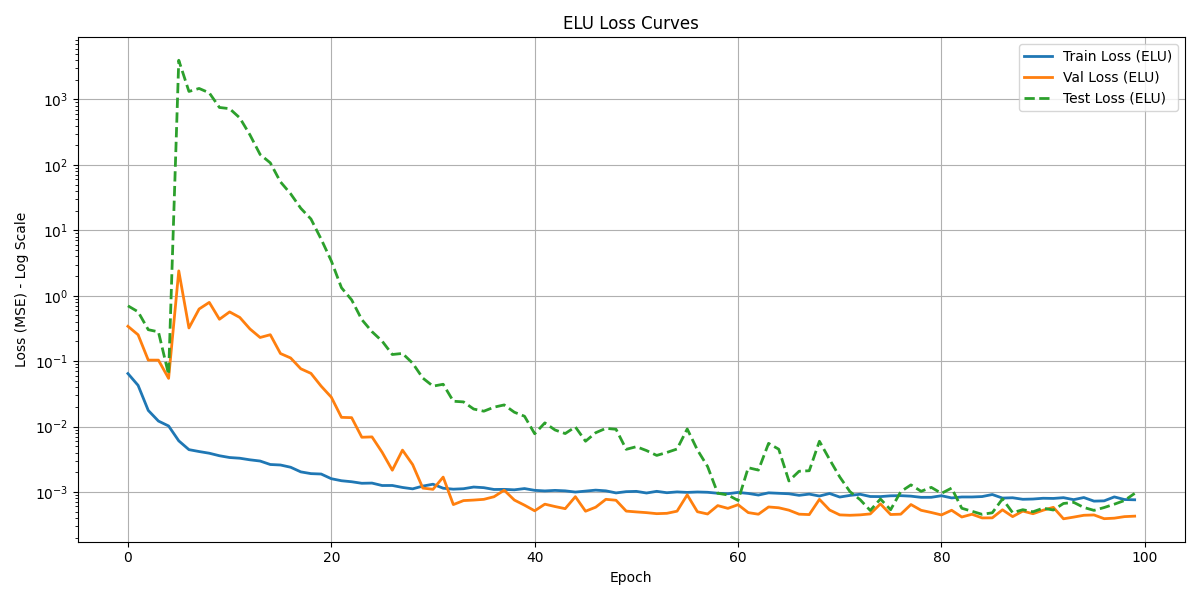 ELU Loss Curves
Train Loss (ELU)
Val Loss (ELU)
Test Loss (ELU)
Loss (MSE) - Log Scale
10³
10²
10¹
10⁰
10⁻¹
10⁻²
10⁻³
0 20 40 60 80 100
Epoch